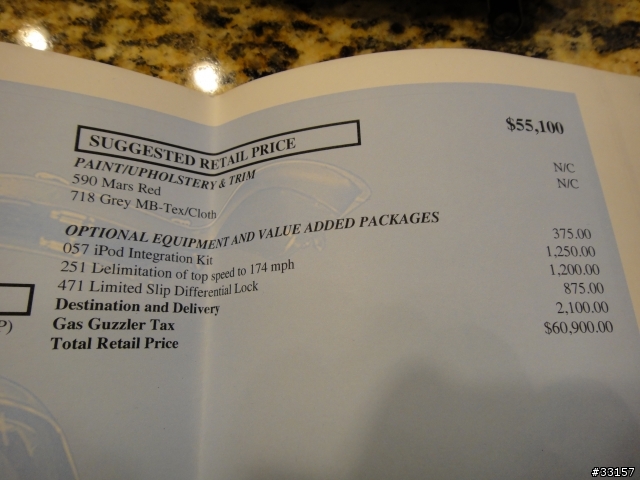 SUGGESTED RETAIL PRICE $55,100
PAINT/UPHOLSTERY & TRIM
590 Mars Red N/C
718 Grey MB-Tex/Cloth N/C
OPTIONAL EQUIPMENT AND VALUE ADDED PACKAGES
057 iPod Integration Kit 375.00
251 Delimitation of top speed to 174 mph 1,250.00
471 Limited Slip Differential Lock 1,200.00
Destination and Delivery 875.00
Gas Guzzler Tax 2,100.00
Total Retail Price $60,900.00
P)
#33157